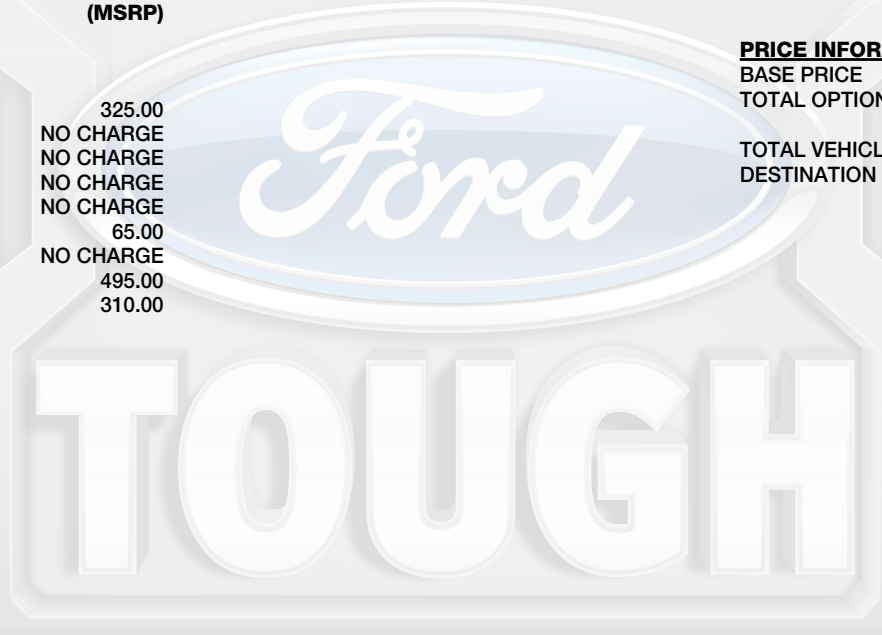 (MSRP)
325.00
NO CHARGE
NO CHARGE
NO CHARGE
NO CHARGE
65.00
NO CHARGE
495.00
310.00
PRICE INFOR
BASE PRICE
TOTAL OPTION
TOTAL VEHICL
DESTINATION
Ford
TOUGH